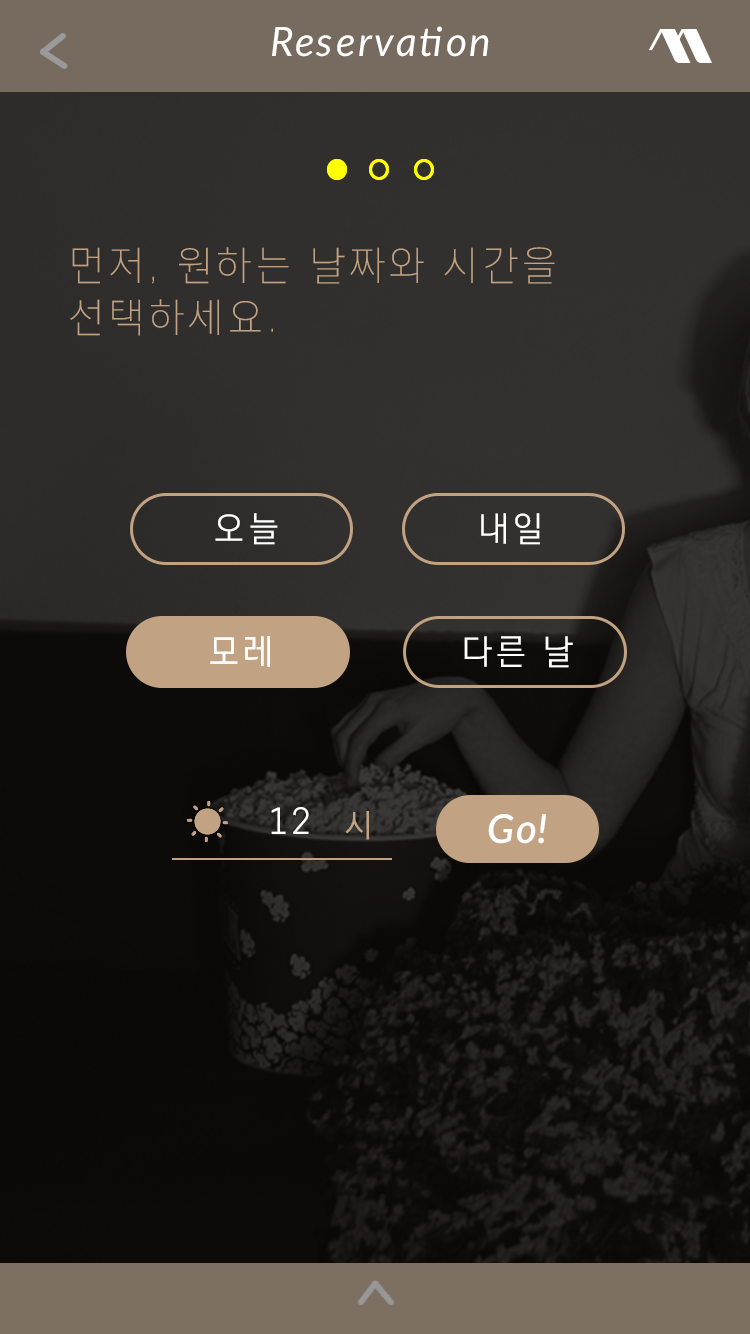 Reservation
먼저, 원하는 날짜와 시간을
선택하세요.
오늘
내일
모레
다른 날
12 시
Go!